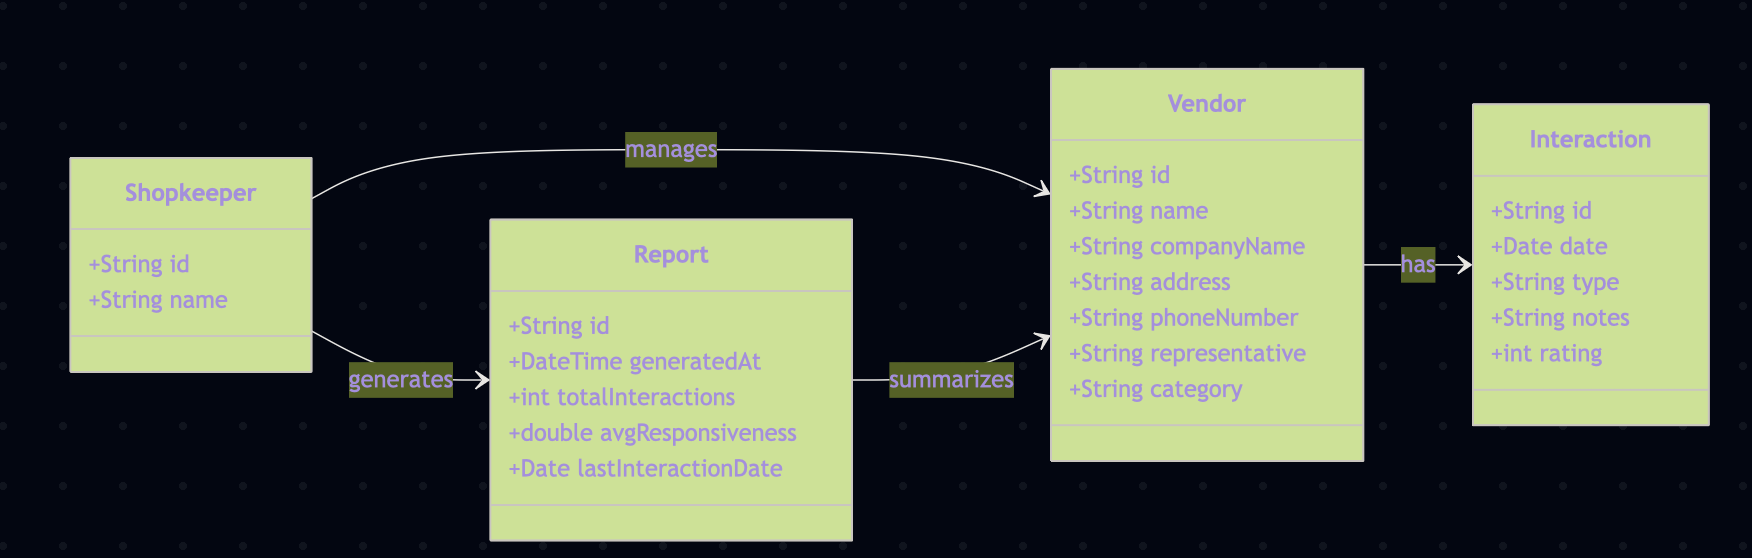 Shopkeeper
+String id
+String name
manages
generates
Report
+String id
+DateTime generatedAt
+int totalInteractions
+double avgResponsiveness
+Date lastInteractionDate
summarizes
Vendor
+String id
+String name
+String companyName
+String address
+String phoneNumber
+String representative
+String category
has
Interaction
+String id
+Date date
+String type
+String notes
+int rating